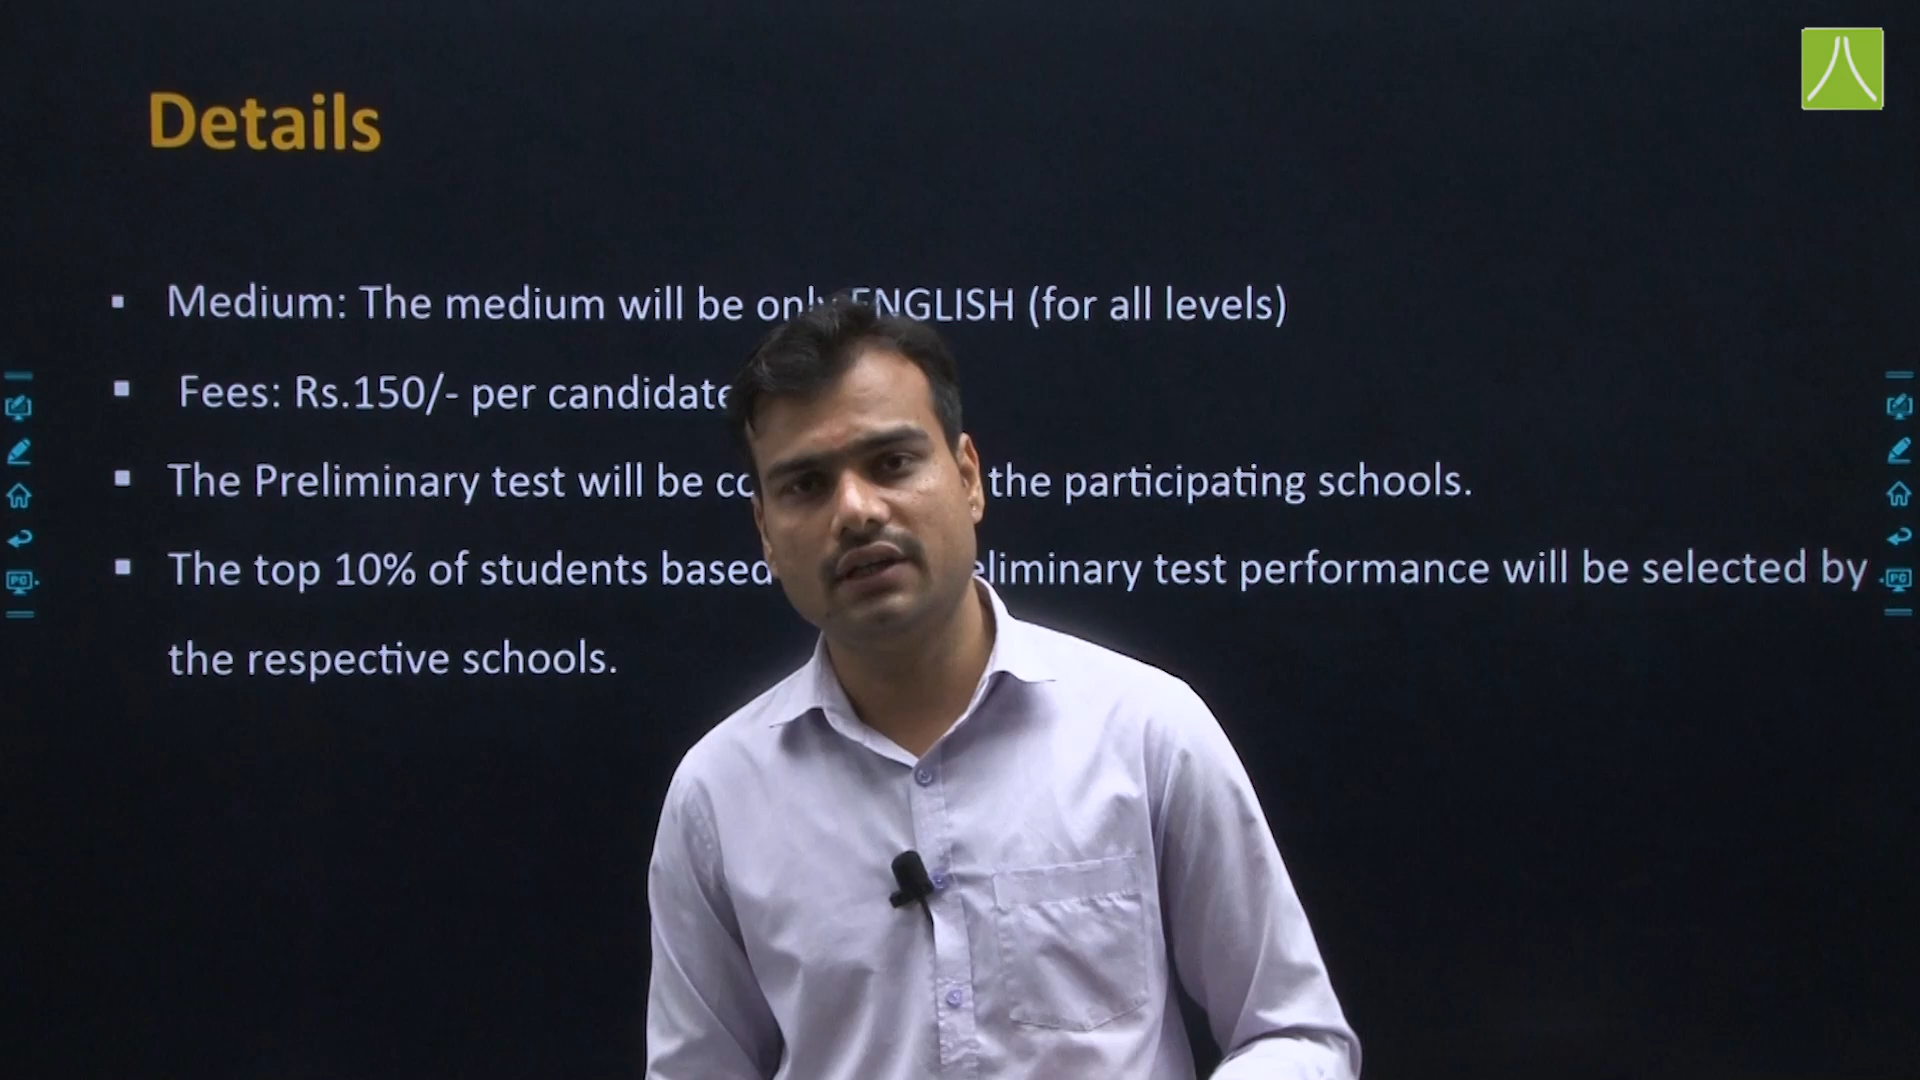 Details
Medium: The medium will be only ENGLISH (for all levels)
Fees: Rs.150/- per candidate
The Preliminary test will be the participating schools.
The top 10% of students based test performance will be selected by
the respective schools.
PC
PC